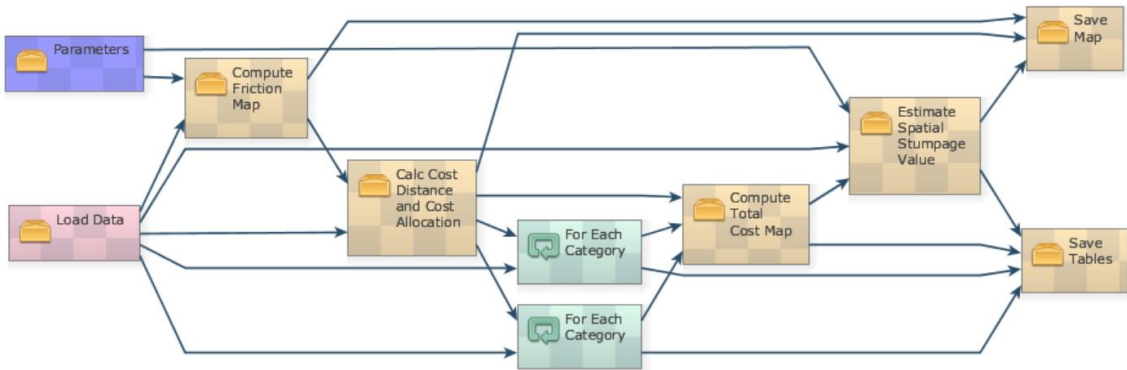 Parameters
Compute
Friction
Map
Load Data
Calc Cost
Distance
and Cost
Allocation
For Each
Category
For Each
Category
Compute
Total
Cost Map
Estimate
Spatial
Stumpage
Value
Save
Map
Save
Tables